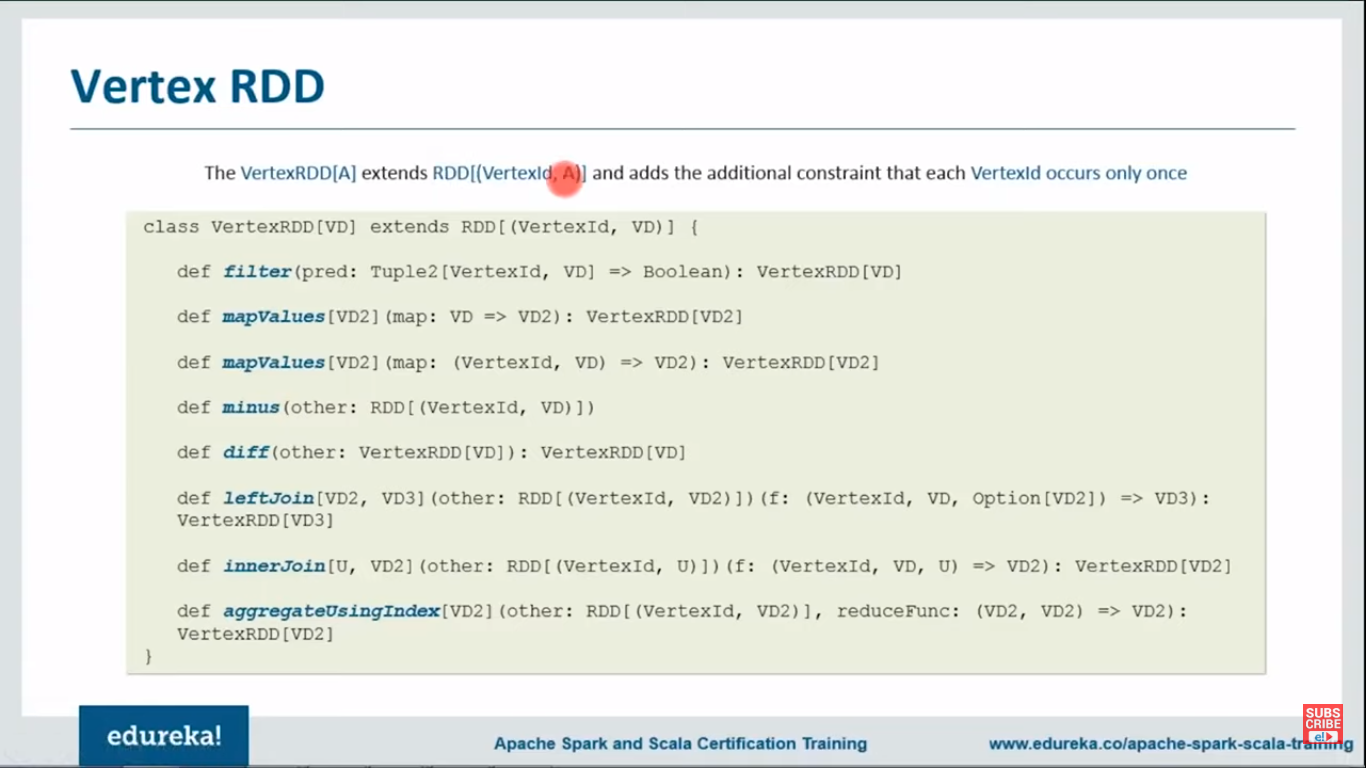 Vertex RDD
The VertexRDD[A] extends RDD[(VertexId, A)] and adds the additional constraint that each VertexId occurs only once
class VertexRDD[VD] extends RDD[(VertexId, VD)] {
def filter(pred: Tuple2[VertexId, VD] => Boolean): VertexRDD[VD]
def mapValues[VD2](map: VD => VD2): VertexRDD[VD2]
def mapValues[VD2](map: (VertexId, VD) => VD2): VertexRDD[VD2]
def minus(other: RDD[(VertexId, VD)])
def diff(other: VertexRDD[VD]): VertexRDD[VD]
def leftJoin[VD2, VD3](other: RDD[(VertexId, VD2)])(f: (VertexId, VD, Option[VD2]) => VD3):
VertexRDD[VD3]
def innerJoin[U, VD2](other: RDD[(VertexId, U)])(f: (VertexId, VD, U) => VD2): VertexRDD[VD2]
def aggregateUsingIndex[VD2](other: RDD[(VertexId, VD2)], reduceFunc: (VD2, VD2) => VD2):
VertexRDD[VD2]
}
edureka!
Apache Spark and Scala Certification Training
www.edureka.co/apache-spark-scala-training
SUBS
CRIBE
e!